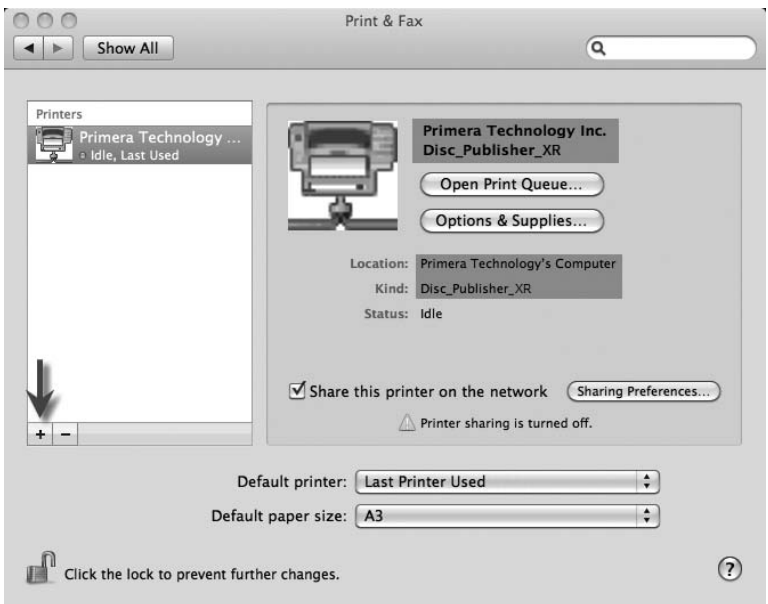 Print & Fax
Show All
Printers
Primera Technology ...
Idle, Last Used
Primera Technology Inc.
Disc_Publisher_XR
Open Print Queue...
Options & Supplies...
Location: Primera Technology's Computer
Kind: Disc_Publisher_XR
Status: Idle
Share this printer on the network Sharing Preferences...
Printer sharing is turned off.
+ −
Default printer: Last Printer Used
Default paper size: A3
Click the lock to prevent further changes. ?